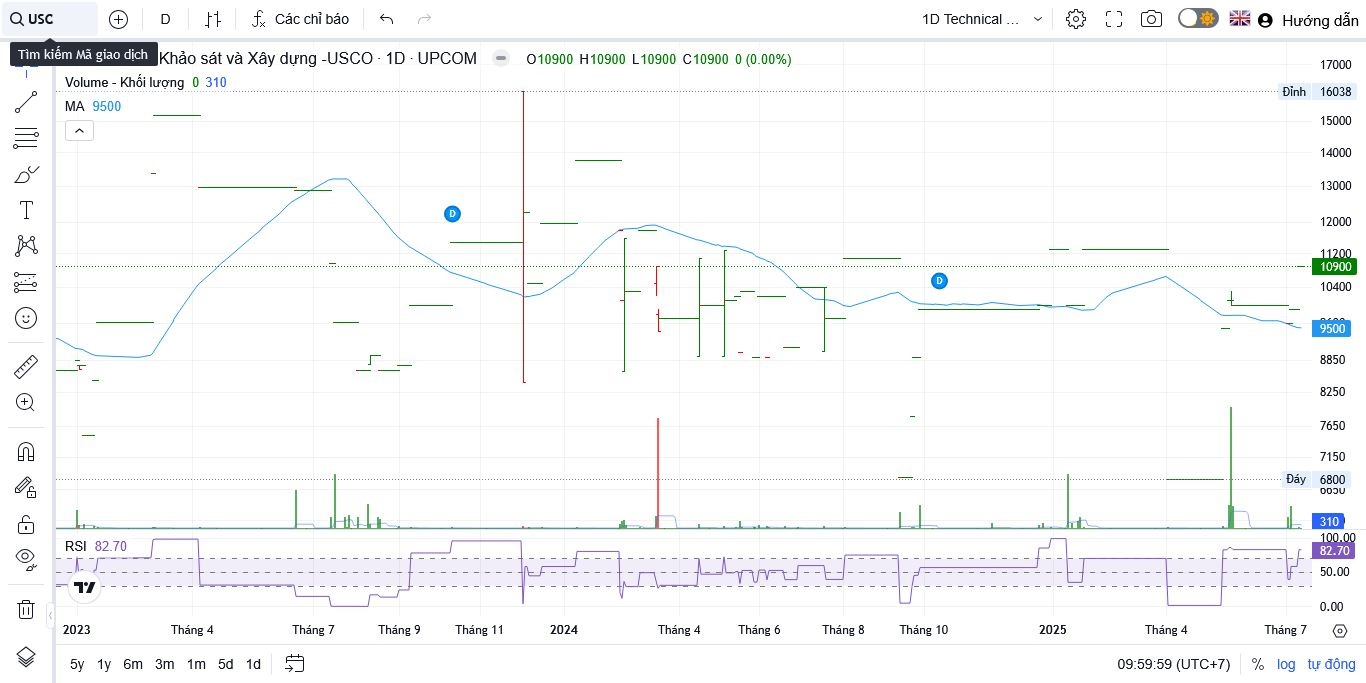 USC D Các chỉ báo 1D Technical ... Hướng dẫn
Tìm kiếm Mã giao dịch
Khảo sát và Xây dựng -USCO · 1D · UPCOM O10900 H10900 L10900 C10900 0 (0.00%)
Volume - Khối lượng 0 310
MA 9500
D
D
17000
Đỉnh 16038
15000
14000
13000
12000
11200
10900
10400
9500
8850
8250
7650
7150
Đáy 6800
6650
310
RSI 82.70
100.00
82.70
50.00
0.00
2023 Tháng 4 Tháng 7 Tháng 9 Tháng 11 2024 Tháng 4 Tháng 6 Tháng 8 Tháng 10 2025 Tháng 4 Tháng 7
5y 1y 6m 3m 1m 5d 1d 09:59:59 (UTC+7) % log tự động